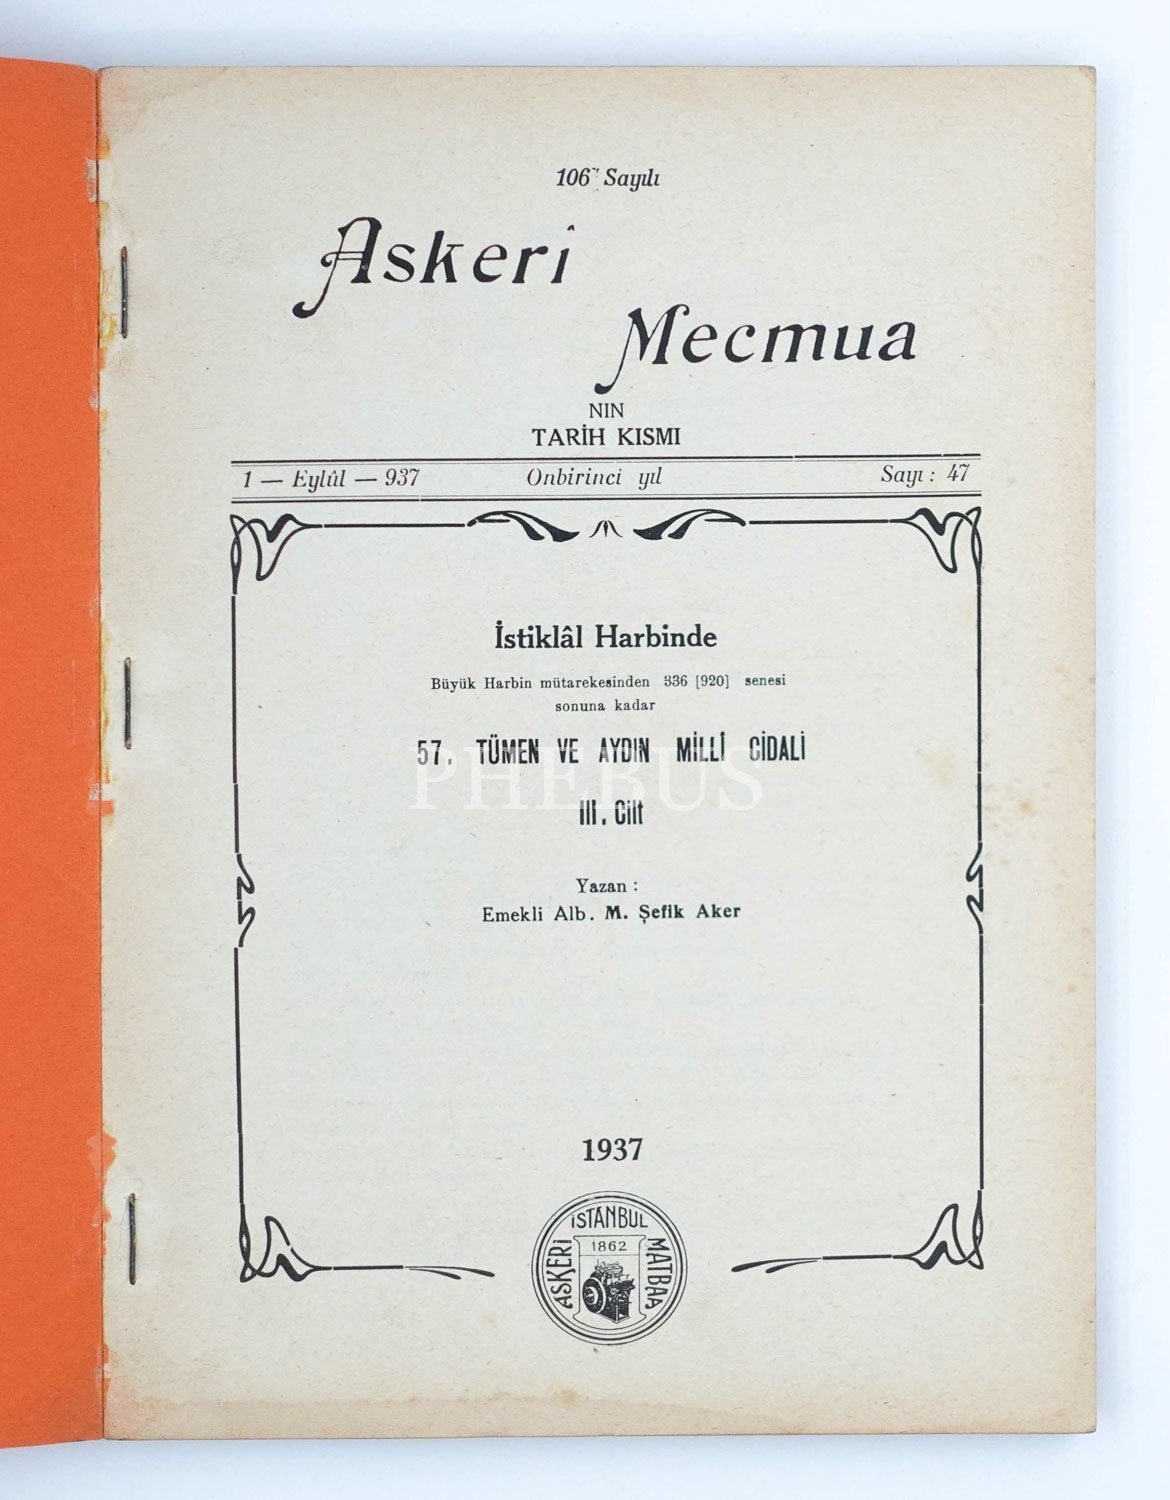 106 Sayılı
Askerî
Mecmua
NIN
TARİH KISMI
1 — Eylûl — 937 Onbirinci yıl Sayı : 47
İstiklâl Harbinde
Büyük Harbin mütarekesinden 336 [920] senesi
sonuna kadar
57. TÜMEN VE AYDIN MİLLÎ CİDALİ
PHEBUS
III. Cilt
Yazan :
Emekli Alb. M. Şefik Aker
1937
İSTANBUL
ASKERİ
MATBAA
1862